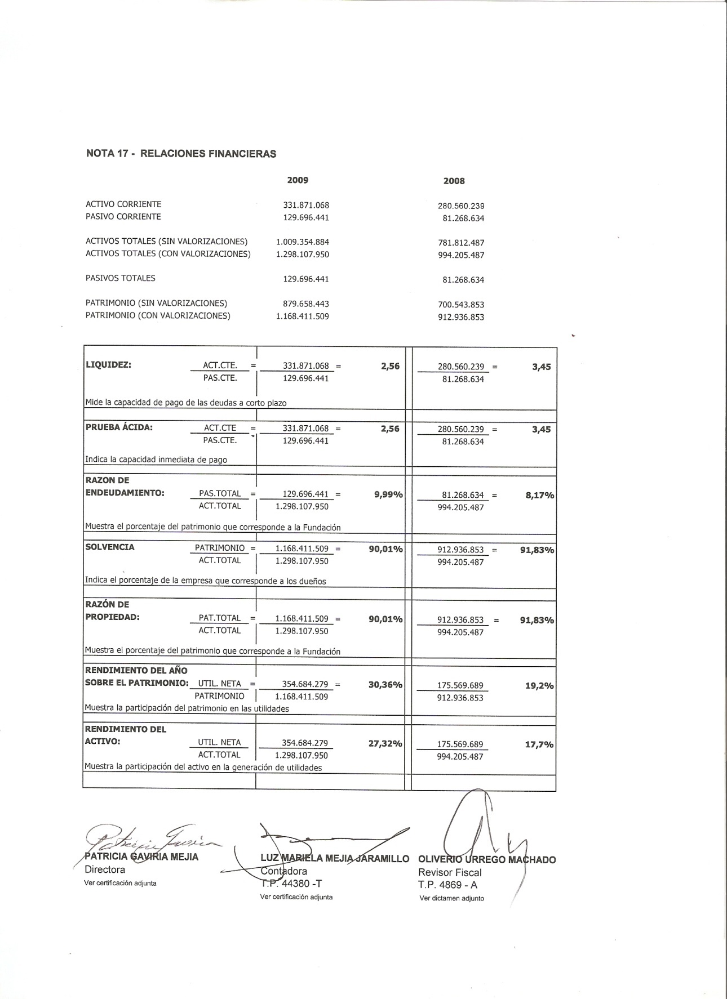 NOTA 17 - RELACIONES FINANCIERAS
2009 2008
ACTIVO CORRIENTE 331.871.068 280.560.239
PASIVO CORRIENTE 129.696.441 81.268.634
ACTIVOS TOTALES (SIN VALORIZACIONES) 1.009.354.884 781.812.487
ACTIVOS TOTALES (CON VALORIZACIONES) 1.298.107.950 994.205.487
PASIVOS TOTALES 129.696.441 81.268.634
PATRIMONIO (SIN VALORIZACIONES) 879.658.443 700.543.853
PATRIMONIO (CON VALORIZACIONES) 1.168.411.509 912.936.853
LIQUIDEZ: ACT.CTE. = 331.871.068 = 2,56 280.560.239 = 3,45
PAS.CTE. 129.696.441 81.268.634
Mide la capacidad de pago de las deudas a corto plazo
PRUEBA ÁCIDA: ACT.CTE = 331.871.068 = 2,56 280.560.239 = 3,45
PAS.CTE. 129.696.441 81.268.634
Indica la capacidad inmediata de pago
RAZON DE
ENDEUDAMIENTO: PAS.TOTAL = 129.696.441 = 9,99% 81.268.634 = 8,17%
ACT.TOTAL 1.298.107.950 994.205.487
Muestra el porcentaje del patrimonio que corresponde a la Fundación
SOLVENCIA PATRIMONIO = 1.168.411.509 = 90,01% 912.936.853 = 91,83%
ACT.TOTAL 1.298.107.950 994.205.487
Indica el porcentaje de la empresa que corresponde a los dueños
RAZÓN DE
PROPIEDAD: PAT.TOTAL = 1.168.411.509 = 90,01% 912.936.853 = 91,83%
ACT.TOTAL 1.298.107.950 994.205.487
Muestra el porcentaje del patrimonio que corresponde a la Fundación
RENDIMIENTO DEL AÑO
SOBRE EL PATRIMONIO: UTIL. NETA = 354.684.279 = 30,36% 175.569.689 19,2%
PATRIMONIO 1.168.411.509 912.936.853
Muestra la participación del patrimonio en las utilidades
RENDIMIENTO DEL
ACTIVO: UTIL. NETA 354.684.279 27,32% 175.569.689 17,7%
ACT.TOTAL 1.298.107.950 994.205.487
Muestra la participación del activo en la generación de utilidades
Patricia Gaviria
PATRICIA GAVIRIA MEJIA LUZ MARIELA MEJIA JARAMILLO OLIVERIO URREGO MACHADO
Directora Contadora Revisor Fiscal
T.P. 44380 -T T.P. 4869 - A
Ver certificación adjunta Ver certificación adjunta Ver dictamen adjunto